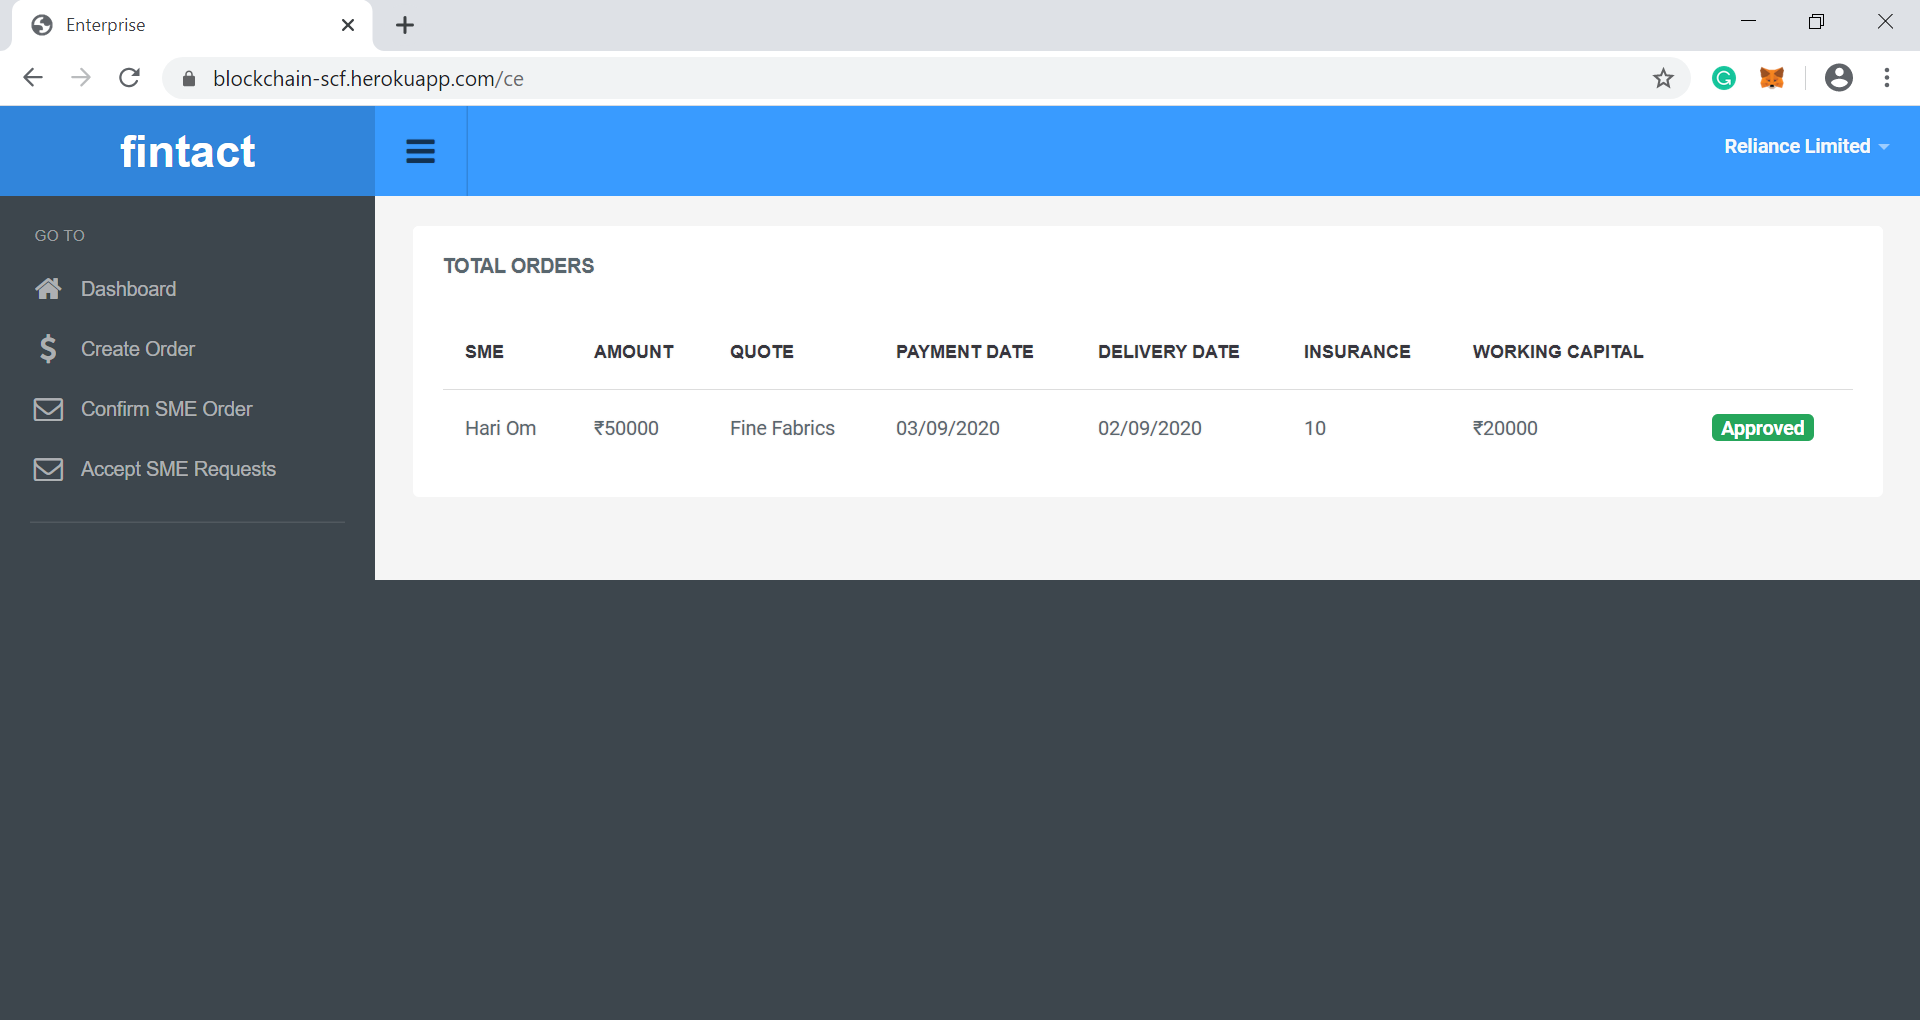 Enterprise
blockchain-scf.herokuapp.com/ce
fintact
Reliance Limited
GO TO
Dashboard
Create Order
Confirm SME Order
Accept SME Requests
TOTAL ORDERS
SME AMOUNT QUOTE PAYMENT DATE DELIVERY DATE INSURANCE WORKING CAPITAL
Hari Om ₹50000 Fine Fabrics 03/09/2020 02/09/2020 10 ₹20000 Approved